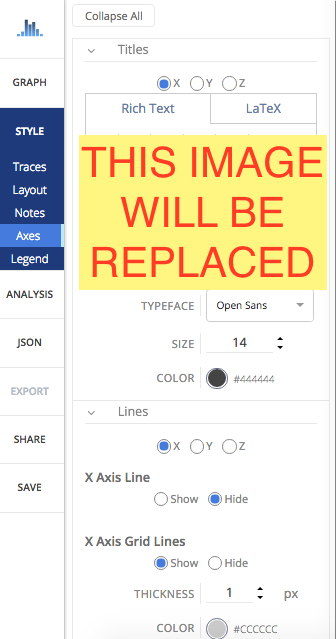 Collapse All
Titles
X Y Z
GRAPH
Rich Text LaTeX
STYLE
THIS IMAGE
WILL BE
REPLACED
Traces
Layout
Notes
Axes
Legend
ANALYSIS
TYPEFACE Open Sans
JSON
SIZE 14
EXPORT
COLOR #444444
SHARE
Lines
X Y Z
SAVE
X Axis Line
Show Hide
X Axis Grid Lines
Show Hide
THICKNESS 1 px
COLOR #CCCCCC